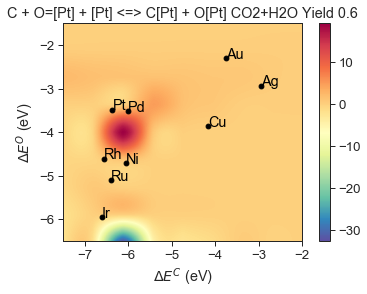 C + O=[Pt] + [Pt] <=> C[Pt] + O[Pt] CO2+H2O Yield 0.6
−2
−3
−4
−5
−6
ΔE^O (eV)
Au
Ag
Pt
Pd
Cu
Rh
Ni
Ru
Ir
−7
−6
−5
−4
−3
−2
ΔE^C (eV)
10
0
−10
−20
−30